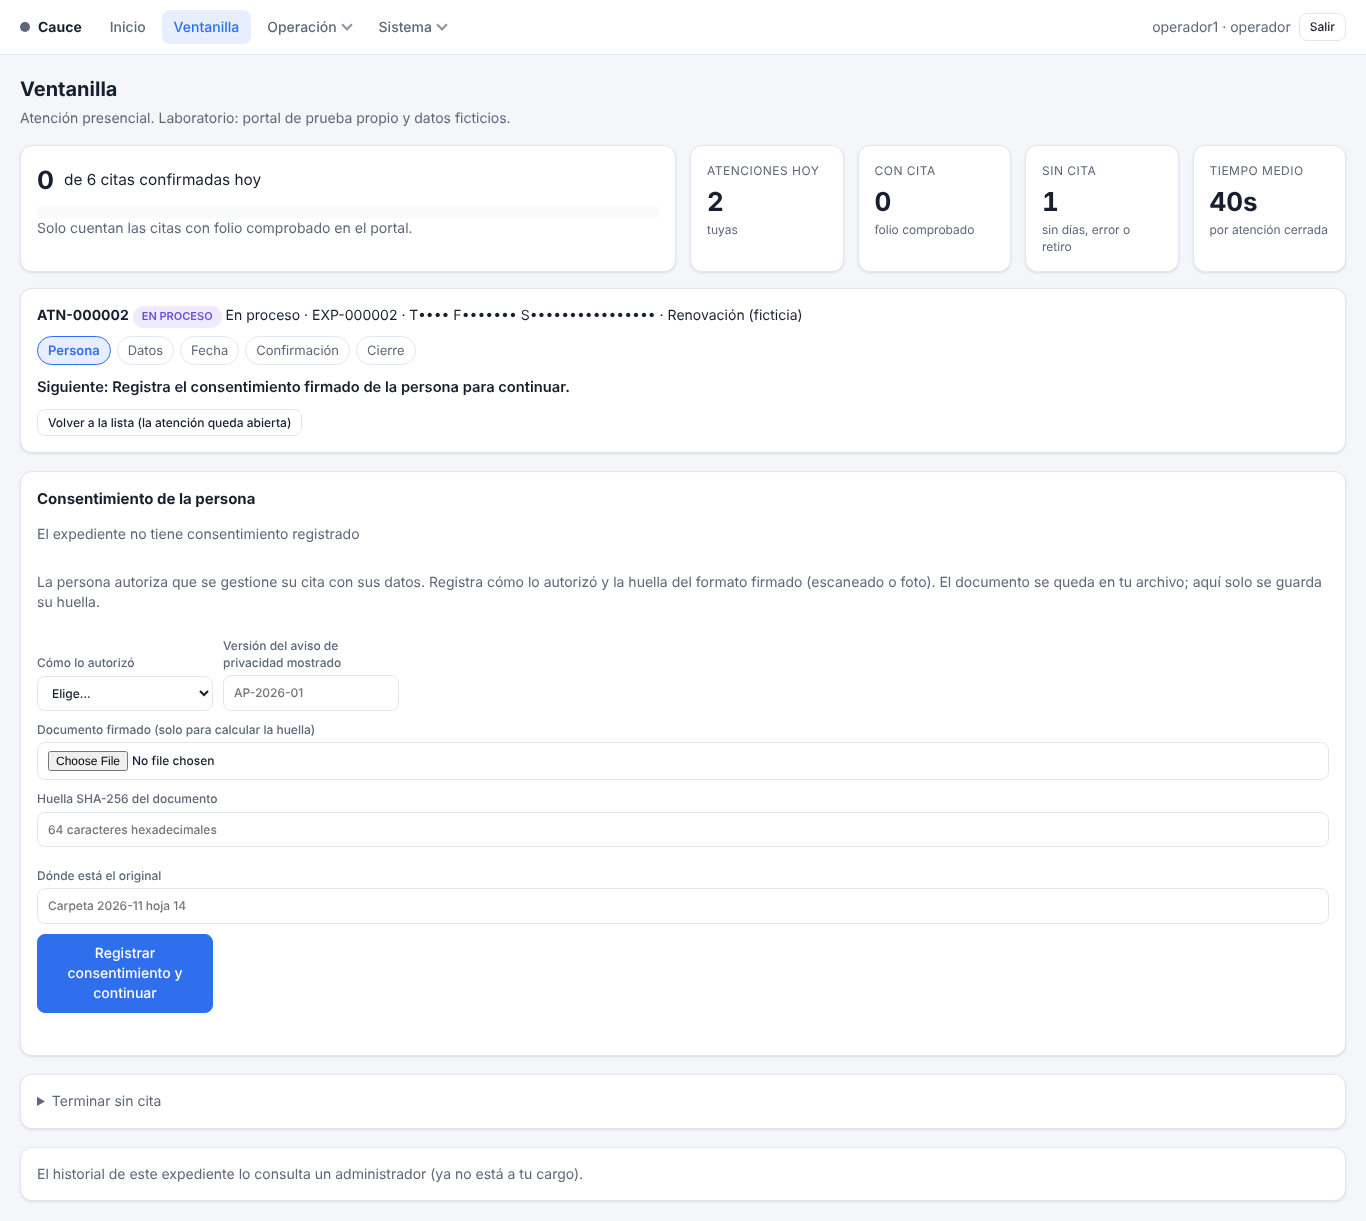 Cauce Inicio Ventanilla Operación Sistema operador1 · operador Salir
Ventanilla
Atención presencial. Laboratorio: portal de prueba propio y datos ficticios.
0 de 6 citas confirmadas hoy
Solo cuentan las citas con folio comprobado en el portal.
ATENCIONES HOY
2
tuyas
CON CITA
0
folio comprobado
SIN CITA
1
sin días, error o
retiro
TIEMPO MEDIO
40s
por atención cerrada
ATN-000002 EN PROCESO En proceso · EXP-000002 · T•••• F••••••• S•••••••••••••••• · Renovación (ficticia)
Persona Datos Fecha Confirmación Cierre
Siguiente: Registra el consentimiento firmado de la persona para continuar.
Volver a la lista (la atención queda abierta)
Consentimiento de la persona
El expediente no tiene consentimiento registrado
La persona autoriza que se gestione su cita con sus datos. Registra cómo lo autorizó y la huella del formato firmado (escaneado o foto). El documento se queda en tu archivo; aquí solo se guarda
su huella.
Cómo lo autorizó
Elige...
Versión del aviso de
privacidad mostrado
AP-2026-01
Documento firmado (solo para calcular la huella)
Choose File No file chosen
Huella SHA-256 del documento
64 caracteres hexadecimales
Dónde está el original
Carpeta 2026-11 hoja 14
Registrar
consentimiento y
continuar
Terminar sin cita
El historial de este expediente lo consulta un administrador (ya no está a tu cargo).